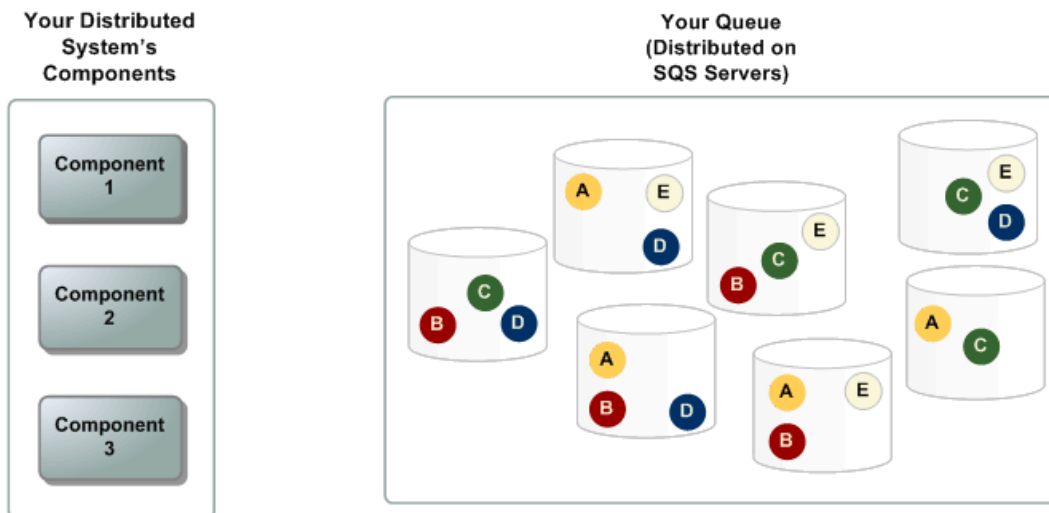 Your Distributed
System's
Components
Component
1
Component
2
Component
3
Your Queue
(Distributed on
SQS Servers)
B
C
D
A
E
D
A
B
D
B
C
E
A
E
B
C
E
D
A
C